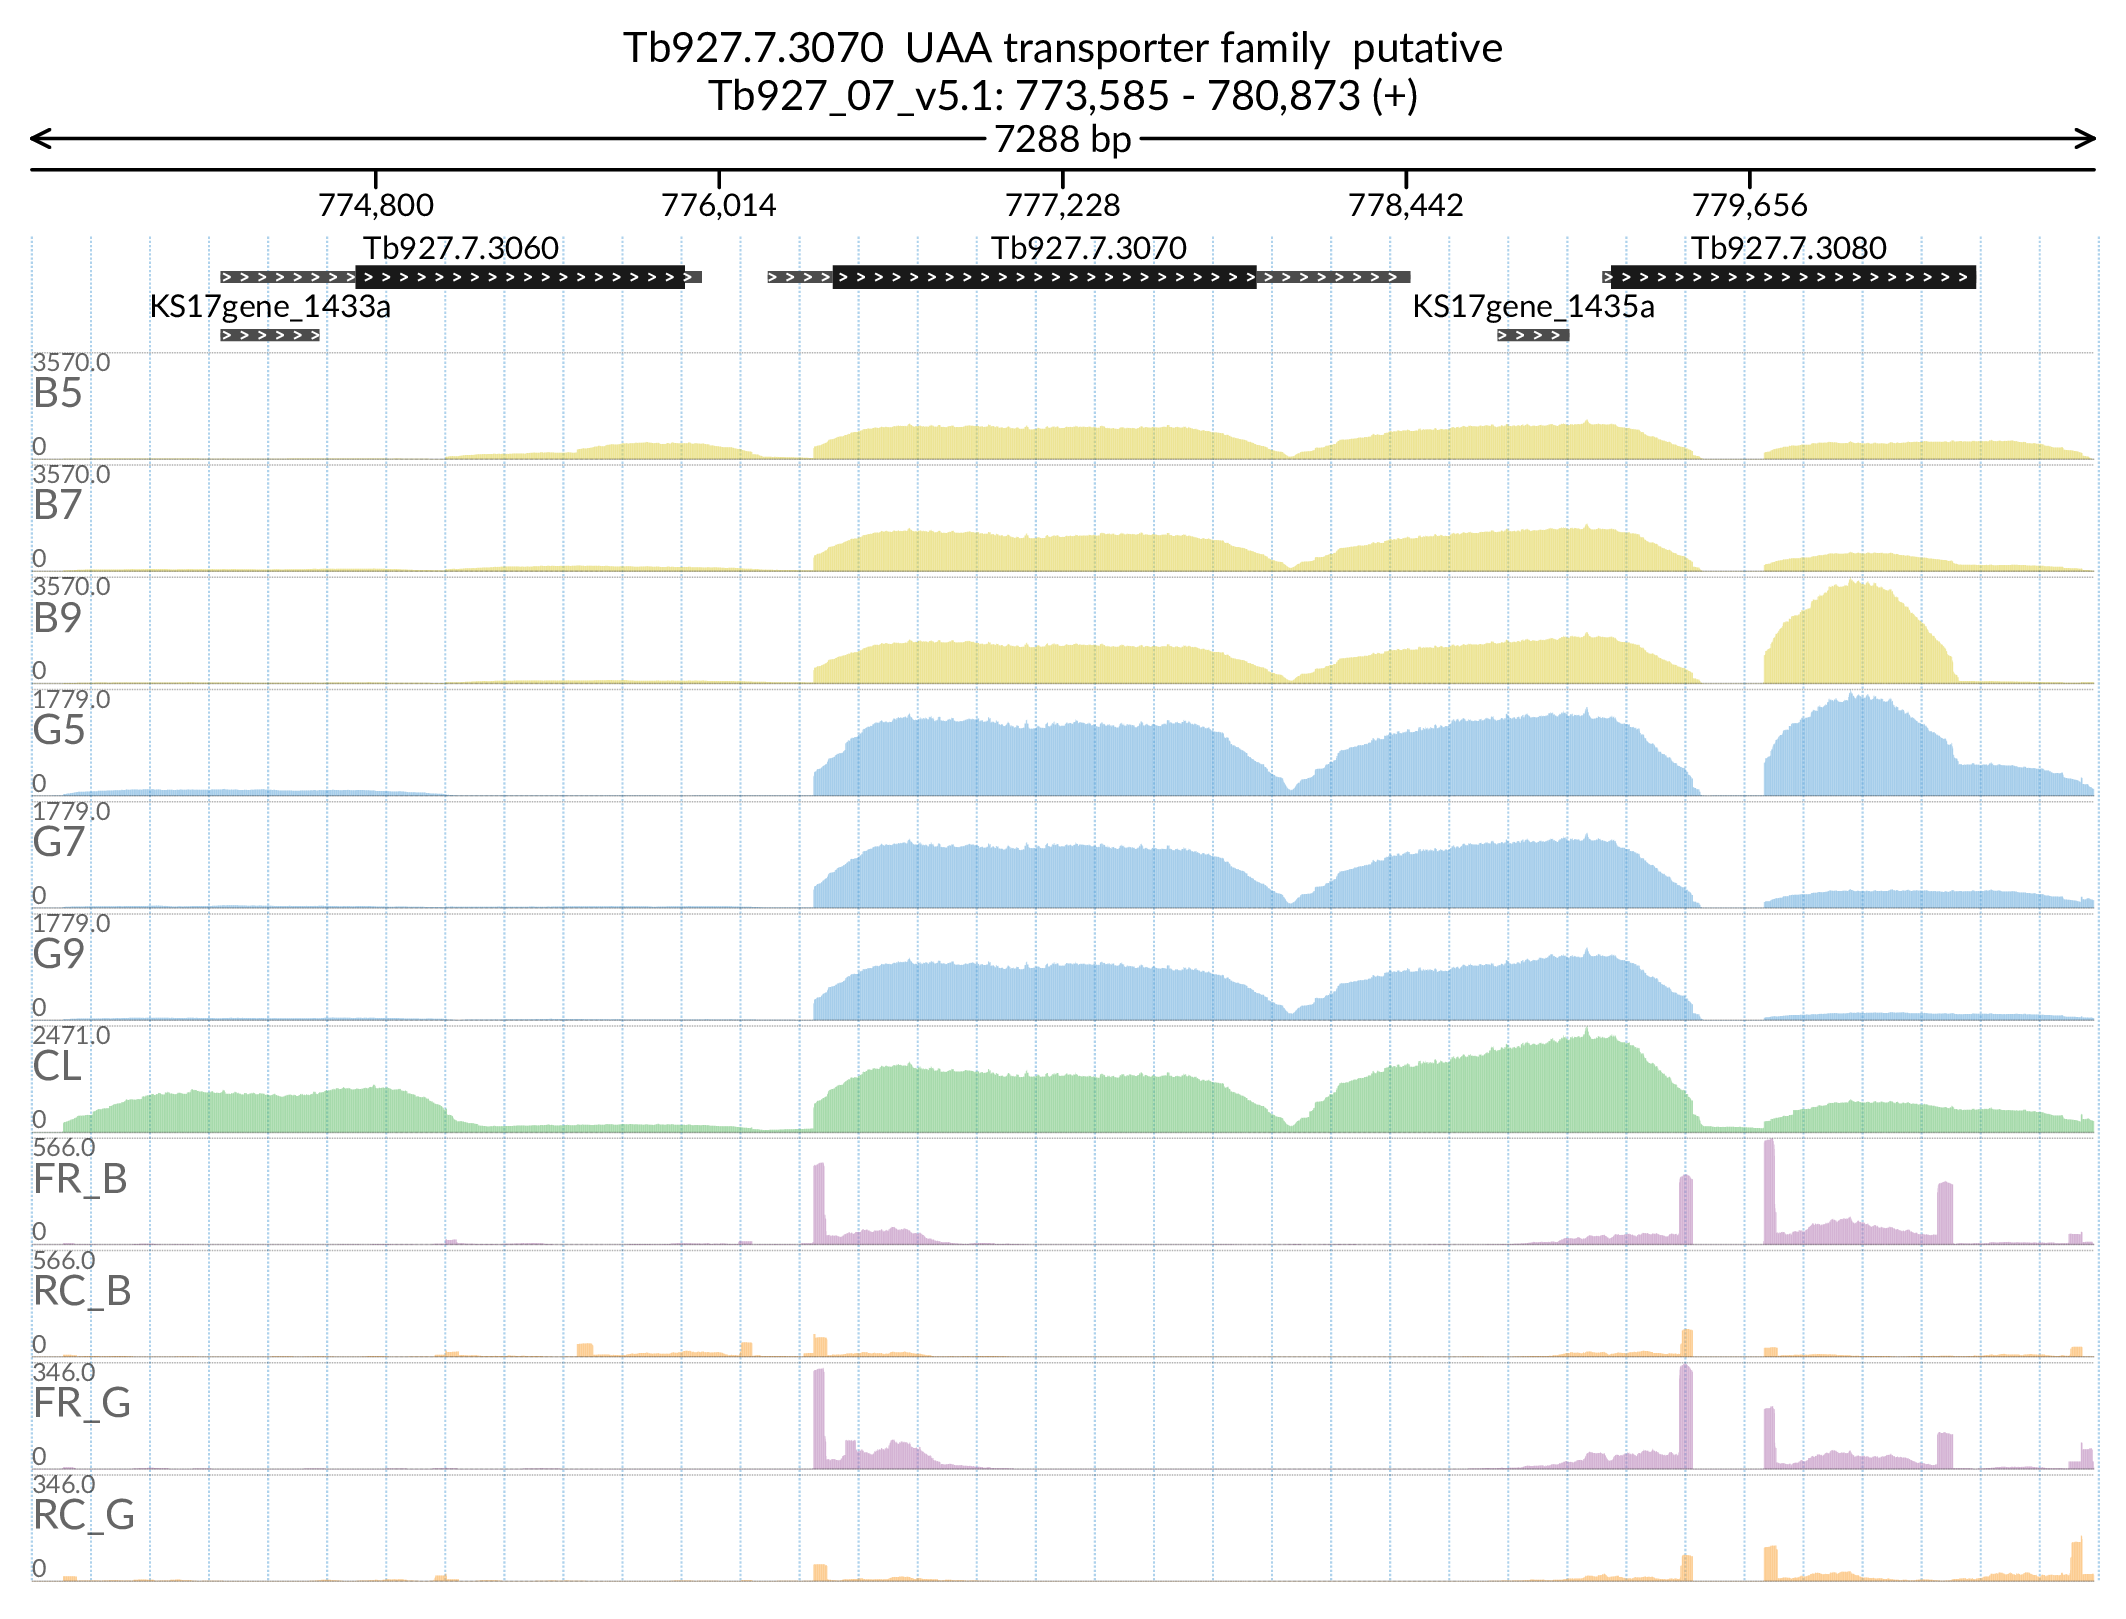 Tb927.7.3070  UAA transporter family  putative
Tb927_07_v5.1: 773,585 - 780,873 (+)
7288 bp
774,800 776,014 777,228 778,442 779,656
Tb927.7.3060 Tb927.7.3070 Tb927.7.3080
KS17gene_1433a KS17gene_1435a
3570.0
B5
0
3570.0
B7
0
3570.0
B9
0
1779.0
G5
0
1779.0
G7
0
1779.0
G9
0
2471.0
CL
0
566.0
FR_B
0
566.0
RC_B
0
346.0
FR_G
0
346.0
RC_G
0